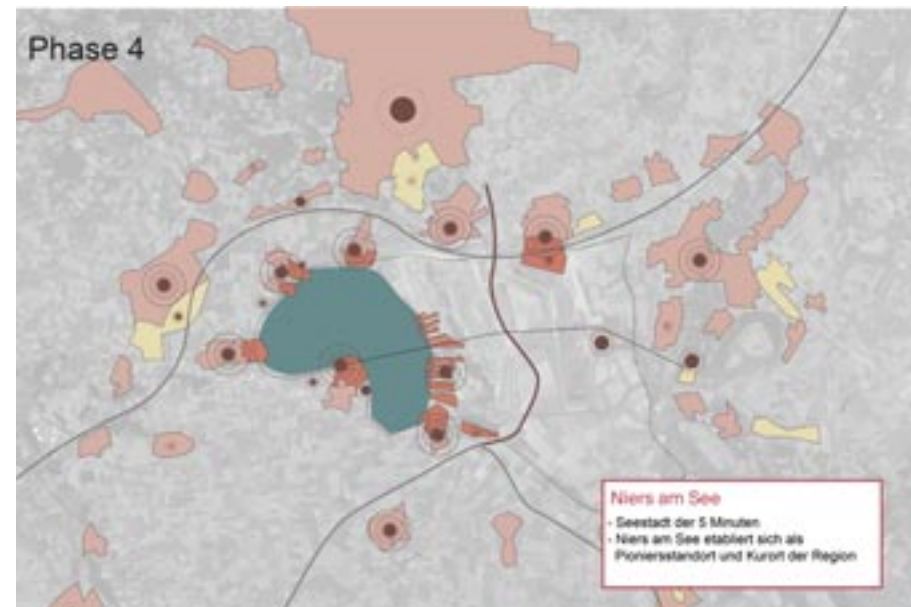 Phase 4
Niers am See
- Seestadt der 5 Minuten
- Niers am See etabliert sich als
Pioniersstandort und Kurort der Region